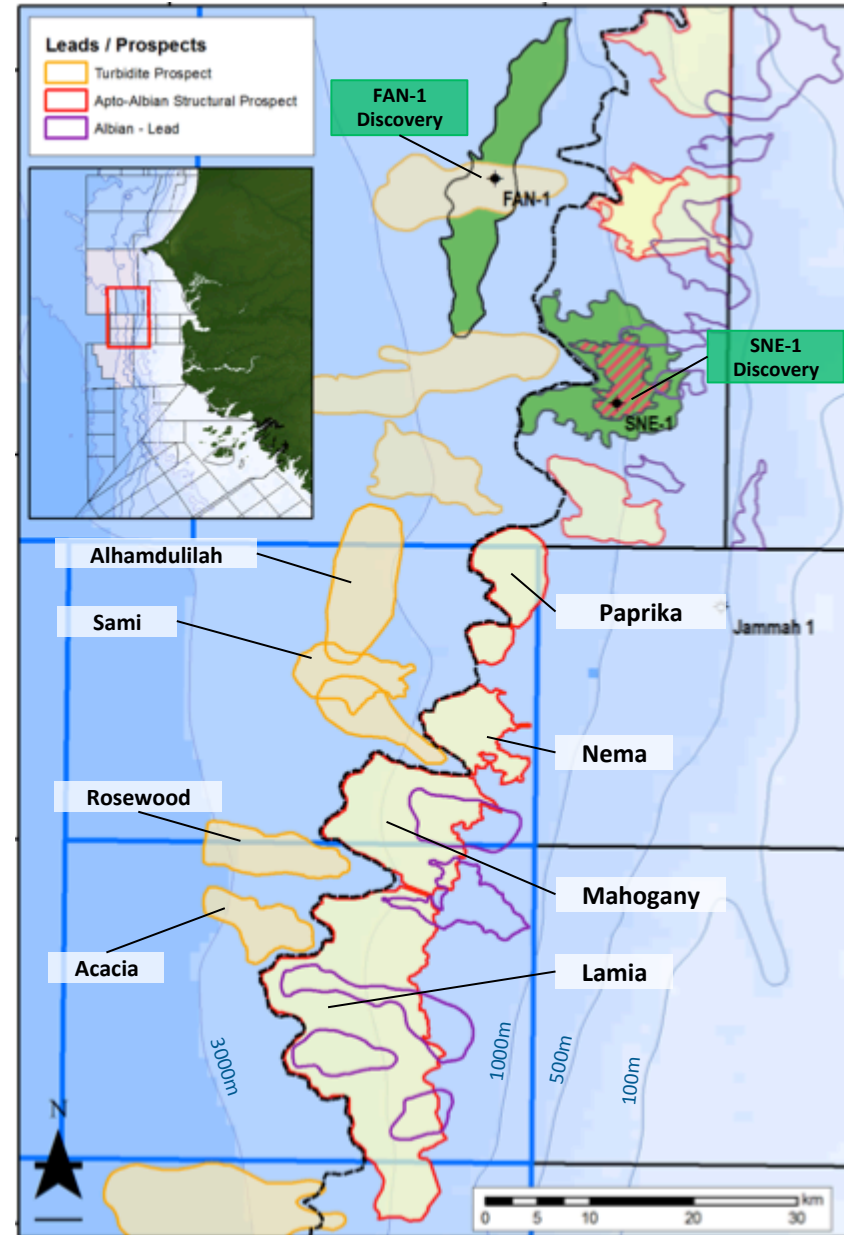 Leads / Prospects
Turbidite Prospect
Apto-Albian Structural Prospect
Albian - Lead
FAN-1
Discovery
FAN-1
SNE-1
Discovery
SNE-1
Alhamdulilah
Sami
Paprika
Jammah 1
Nema
Rosewood
Mahogany
Acacia
Lamia
3000m
1000m
500m
100m
N
km
0 5 10 20 30